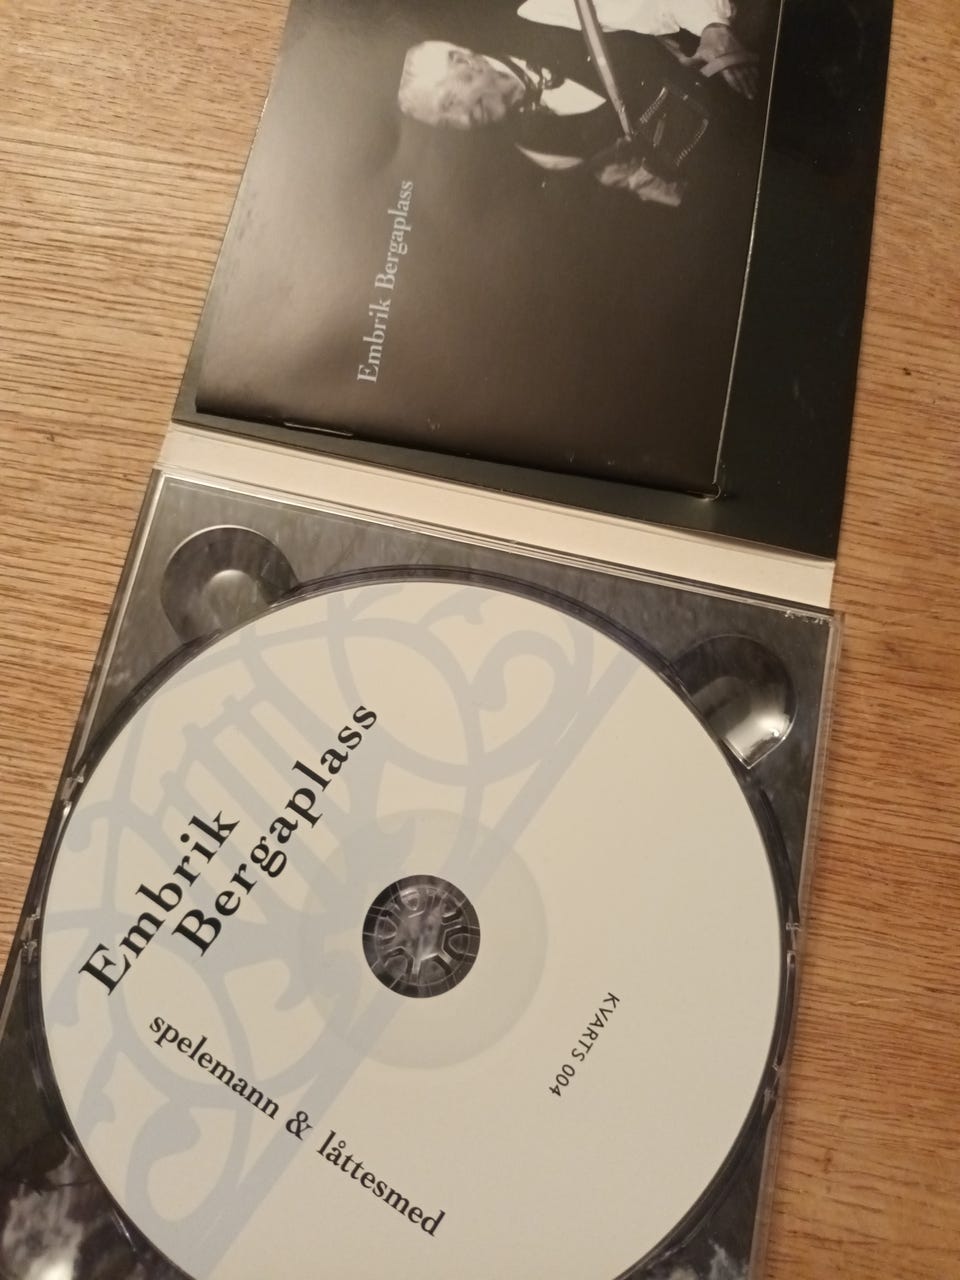 Embrik Bergaplass
Embrik
Bergaplass
spelemann & låttesmed
KVARTS 004